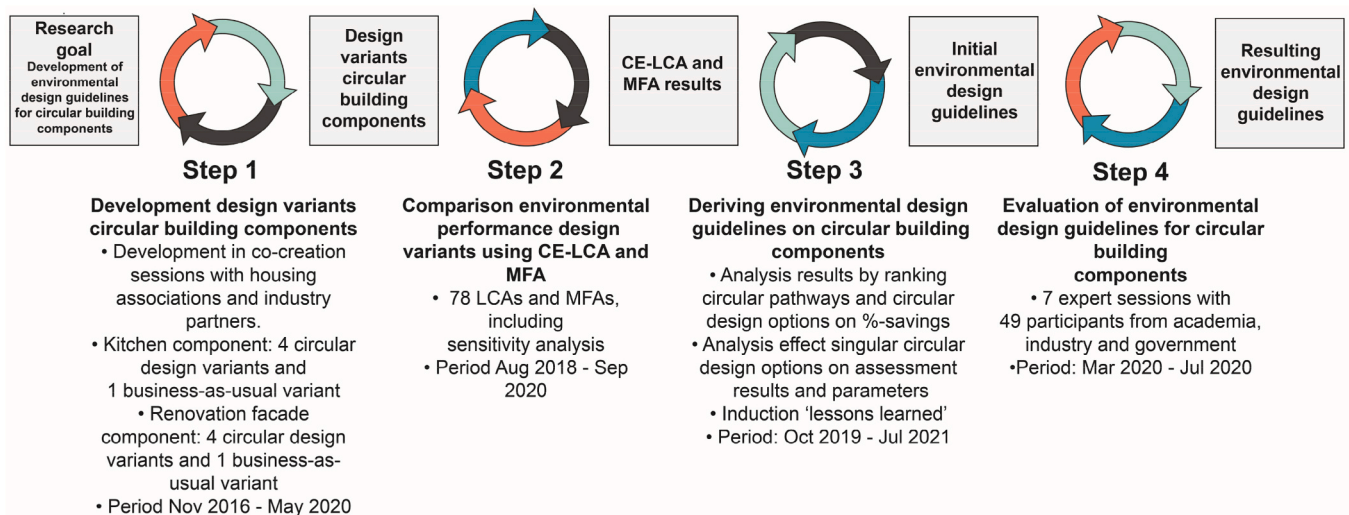 Research
goal
Development of
environmental
design guidelines
for circular building
components
Design
variants
circular
building
components
CE-LCA and
MFA results
Initial
environmental
design
guidelines
Resulting
environmental
design
guidelines
Step 1
Development design variants
circular building components
• Development in co-creation
sessions with housing
associations and industry
partners.
• Kitchen component: 4 circular
design variants and
1 business-as-usual variant
• Renovation facade
component: 4 circular design
variants and 1 business-as-
usual variant
• Period Nov 2016 - May 2020
Step 2
Comparison environmental
performance design
variants using CE-LCA and
MFA
• 78 LCAs and MFAs,
including
sensitivity analysis
• Period Aug 2018 - Sep
2020
Step 3
Deriving environmental design
guidelines on circular building
components
• Analysis results by ranking
circular pathways and circular
design options on %-savings
• Analysis effect singular circular
design options on assessment
results and parameters
• Induction ‘lessons learned’
• Period: Oct 2019 - Jul 2021
Step 4
Evaluation of environmental
design guidelines for circular
building
components
• 7 expert sessions with
49 participants from academia,
industry and government
•Period: Mar 2020 - Jul 2020